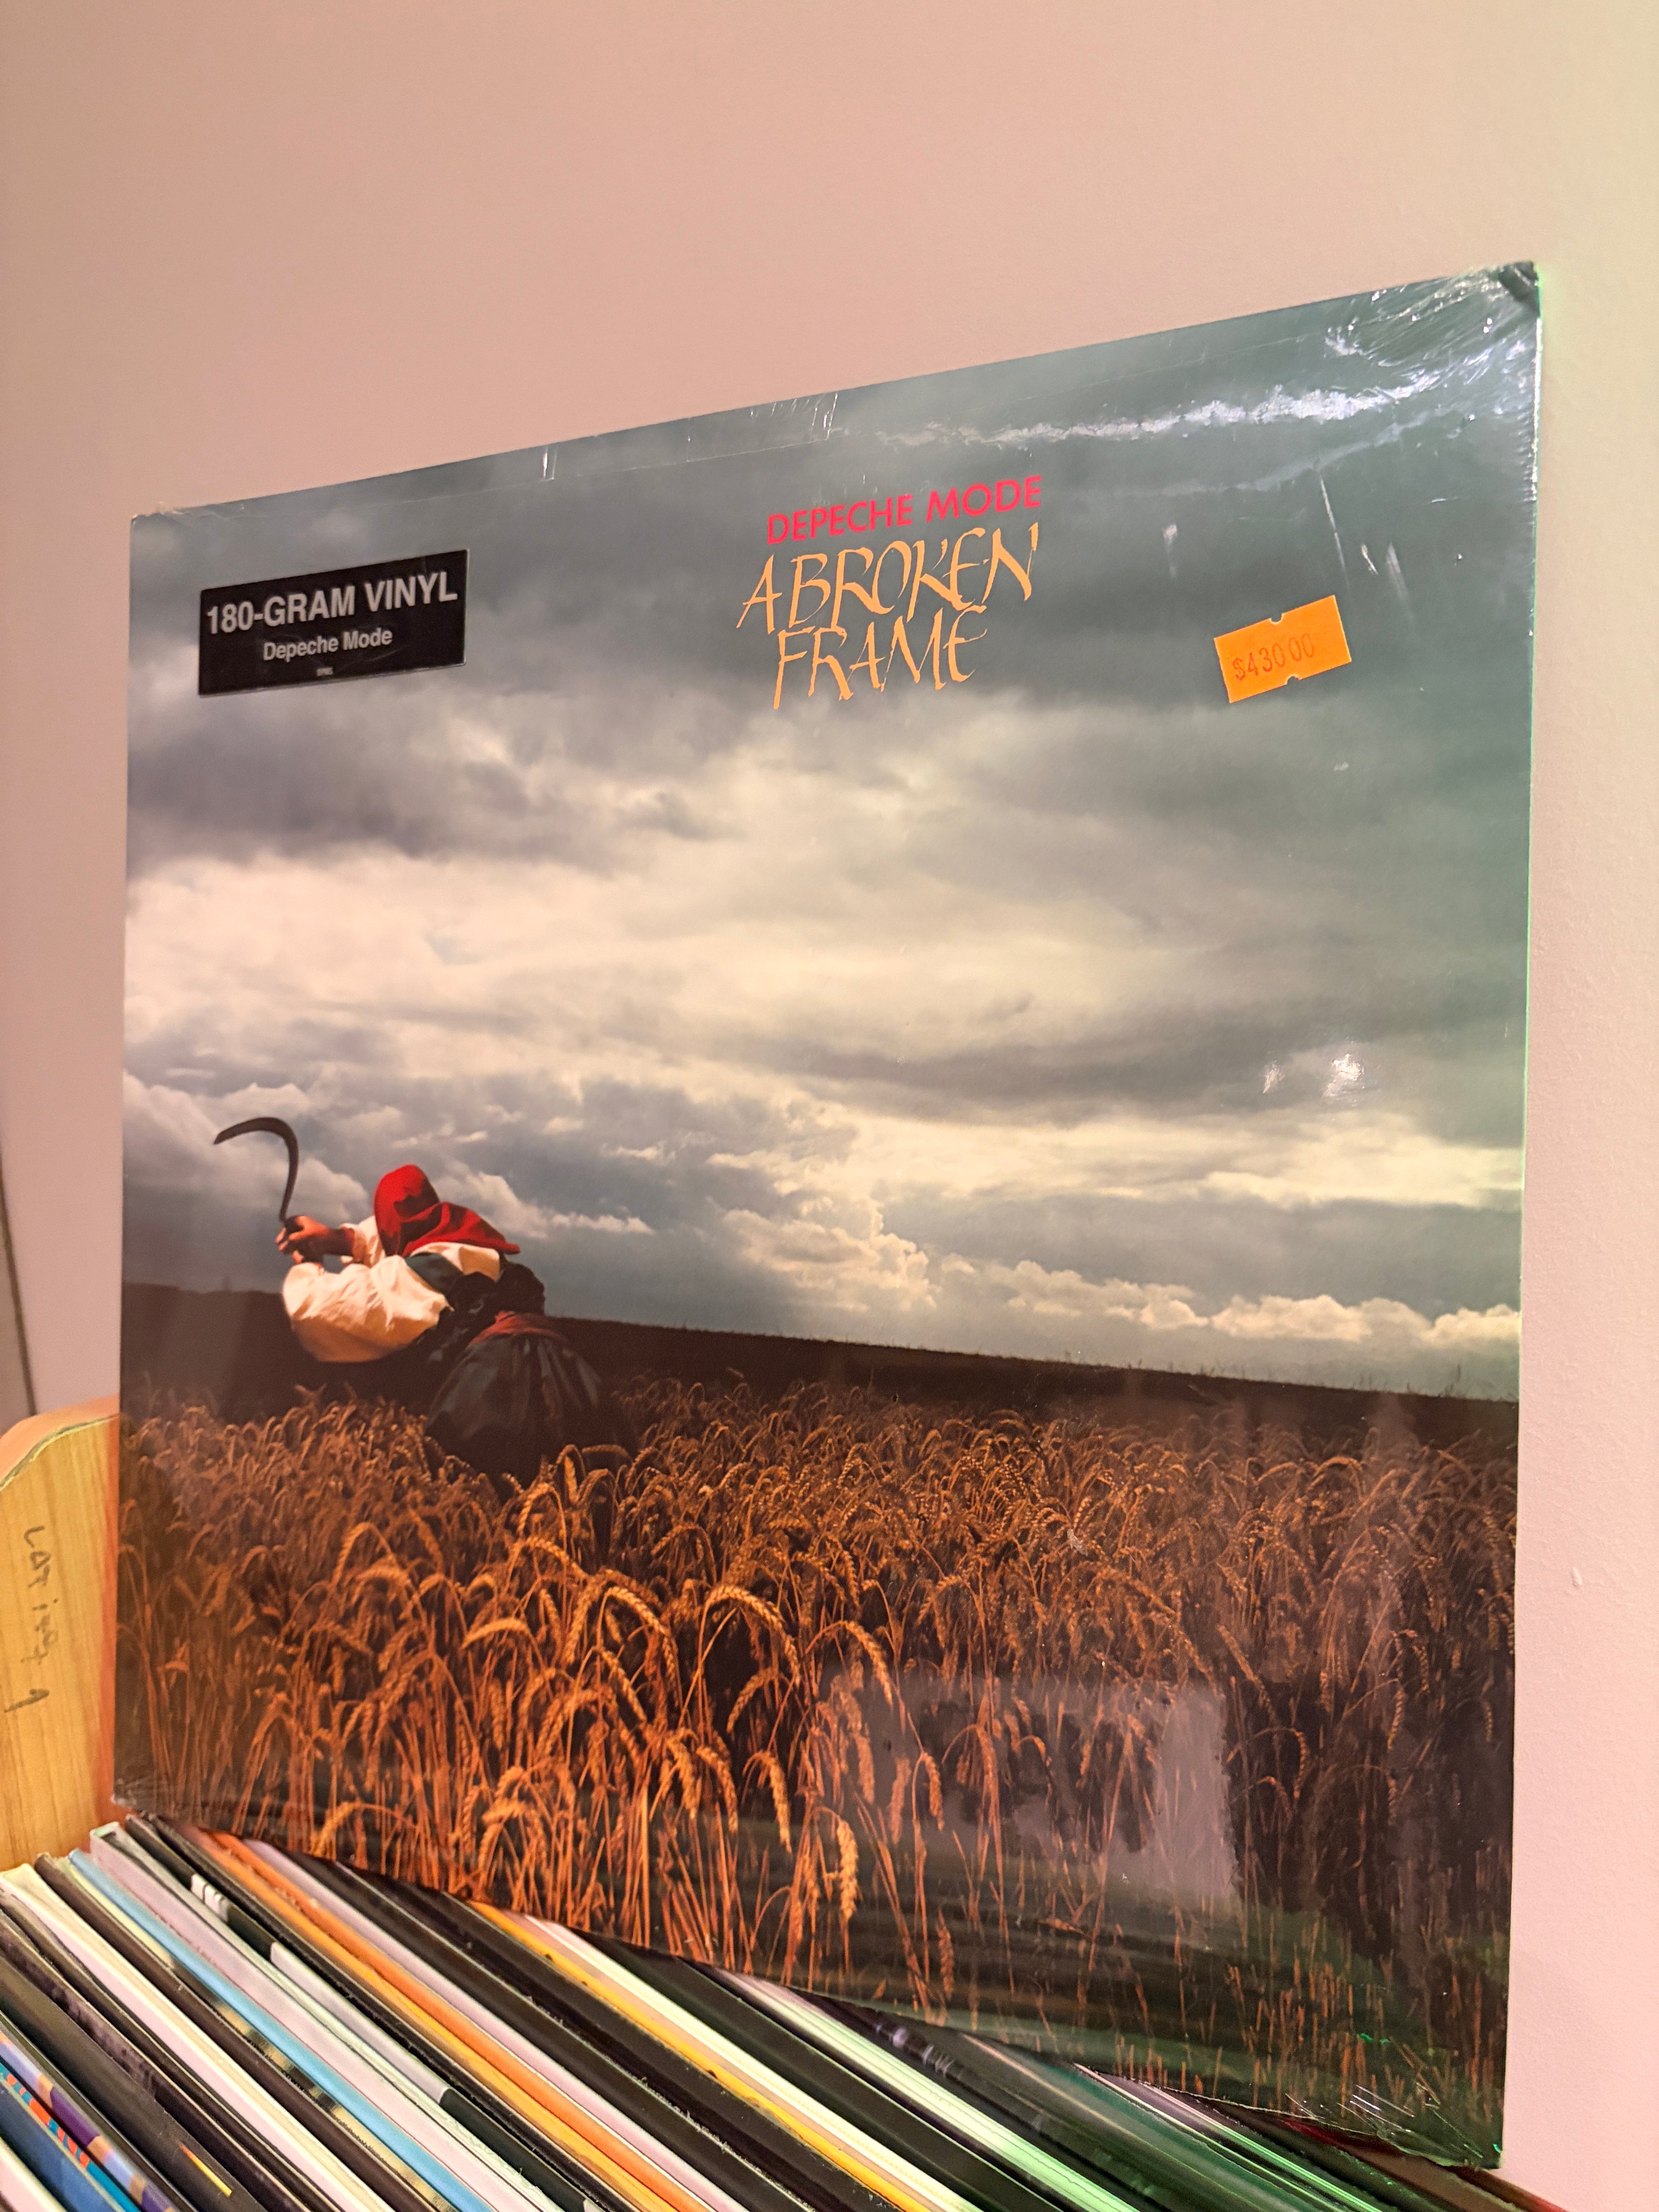 DEPECHE MODE
A BROKEN
FRAME
180-GRAM VINYL
Depeche Mode
$430 00